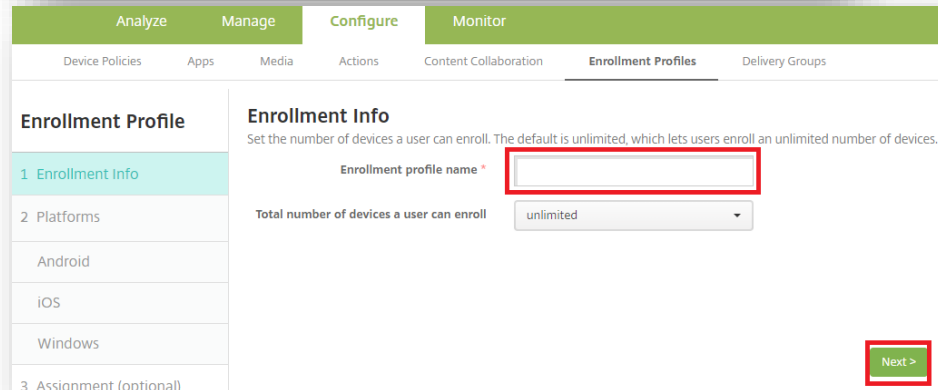 Analyze Manage Configure Monitor
Device Policies Apps Media Actions Content Collaboration Enrollment Profiles Delivery Groups
Enrollment Profile
1 Enrollment Info
2 Platforms
Android
iOS
Windows
3 Assignment (optional)
Enrollment Info
Set the number of devices a user can enroll. The default is unlimited, which lets users enroll an unlimited number of devices.
Enrollment profile name *
Total number of devices a user can enroll unlimited
Next >